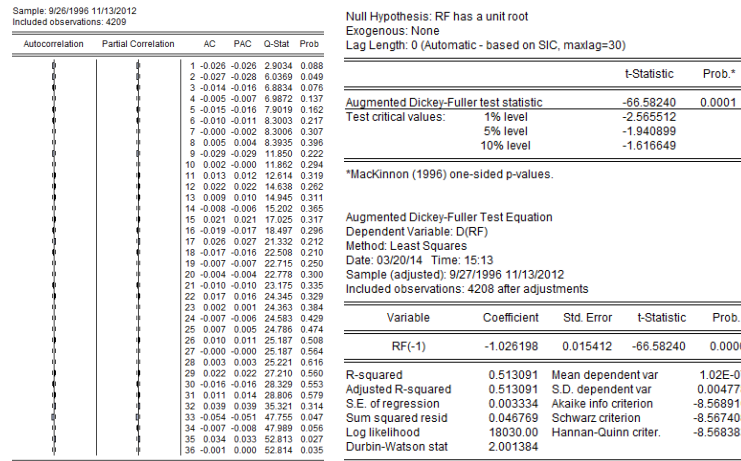 Sample: 9/26/1996 11/13/2012
Included observations: 4209
Autocorrelation Partial Correlation AC PAC Q-Stat Prob
1 -0.026 -0.026 2.9034 0.088
2 -0.027 -0.028 6.0369 0.049
3 -0.014 -0.016 6.8834 0.076
4 -0.005 -0.007 6.9872 0.137
5 -0.015 -0.016 7.9019 0.162
6 -0.010 -0.011 8.3003 0.217
7 -0.000 -0.002 8.3006 0.307
8 0.005 0.004 8.3935 0.396
9 -0.029 -0.029 11.850 0.222
10 0.002 -0.000 11.862 0.294
11 0.013 0.012 12.614 0.319
12 0.022 0.022 14.638 0.262
13 0.009 0.010 14.945 0.311
14 -0.008 -0.006 15.202 0.365
15 0.021 0.021 17.025 0.317
16 -0.019 -0.017 18.497 0.296
17 0.026 0.027 21.332 0.212
18 -0.017 -0.016 22.508 0.210
19 -0.007 -0.007 22.715 0.250
20 -0.004 -0.004 22.778 0.300
21 -0.010 -0.010 23.175 0.335
22 0.017 0.016 24.345 0.329
23 0.002 0.001 24.363 0.384
24 -0.007 -0.006 24.583 0.429
25 0.007 0.005 24.786 0.474
26 0.010 0.011 25.187 0.508
27 -0.000 -0.000 25.187 0.564
28 0.003 0.003 25.221 0.616
29 0.022 0.022 27.210 0.560
30 -0.016 -0.016 28.329 0.553
31 0.011 0.014 28.806 0.579
32 0.039 0.039 35.321 0.314
33 -0.054 -0.051 47.755 0.047
34 -0.007 -0.008 47.989 0.056
35 0.034 0.033 52.813 0.027
36 -0.001 0.000 52.814 0.035
Null Hypothesis: RF has a unit root
Exogenous: None
Lag Length: 0 (Automatic - based on SIC, maxlag=30)
t-Statistic Prob.*
Augmented Dickey-Fuller test statistic -66.58240 0.0001
Test critical values: 1% level -2.565512
5% level -1.940899
10% level -1.616649
*MacKinnon (1996) one-sided p-values.
Augmented Dickey-Fuller Test Equation
Dependent Variable: D(RF)
Method: Least Squares
Date: 03/20/14 Time: 15:13
Sample (adjusted): 9/27/1996 11/13/2012
Included observations: 4208 after adjustments
Variable Coefficient Std. Error t-Statistic Prob.
RF(-1) -1.026198 0.015412 -66.58240 0.000
R-squared 0.513091 Mean dependent var 1.02E-0
Adjusted R-squared 0.513091 S.D. dependent var 0.00477
S.E. of regression 0.003334 Akaike info criterion -8.56891
Sum squared resid 0.046769 Schwarz criterion -8.56740
Log likelihood 18030.00 Hannan-Quinn criter. -8.56838
Durbin-Watson stat 2.001384